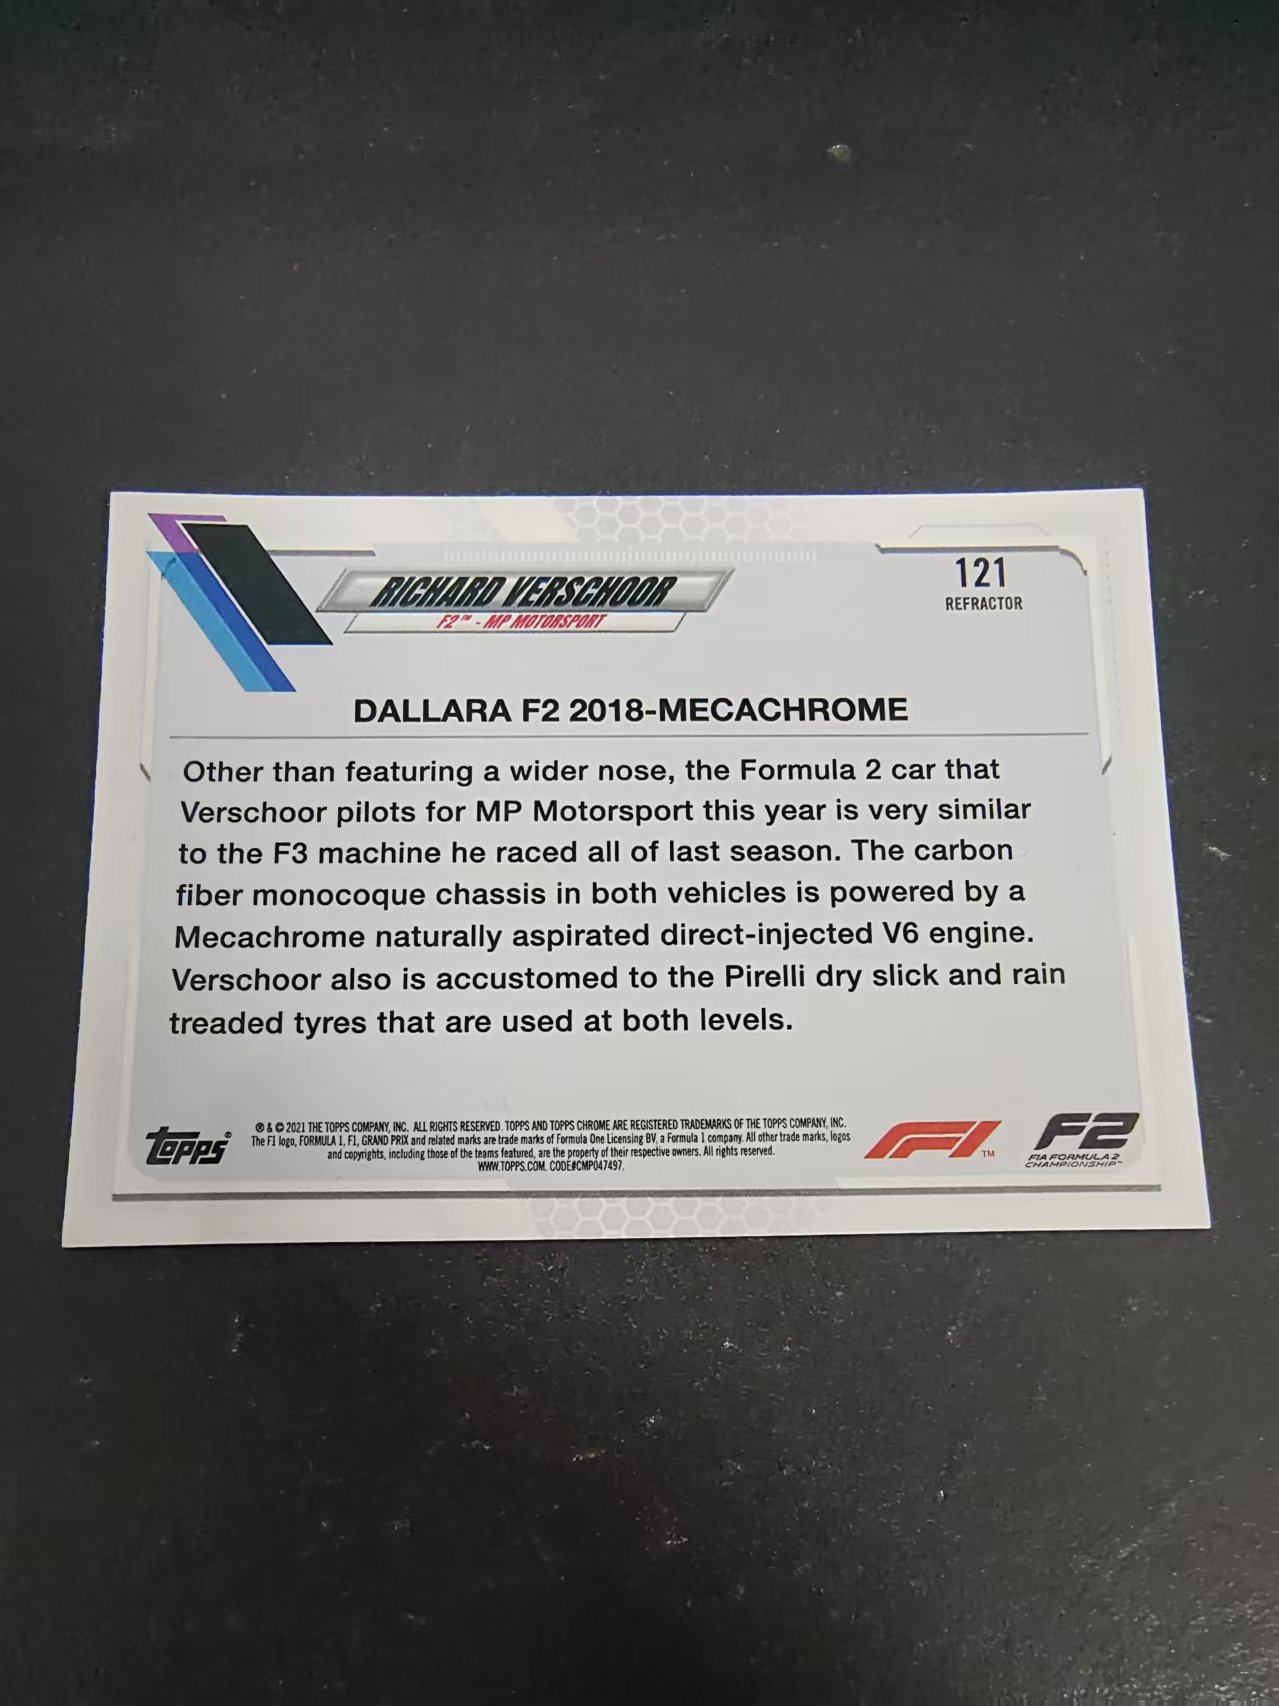 RICHARD VERSCHOOR
F2™ - MP MOTORSPORT
121
REFRACTOR
DALLARA F2 2018-MECACHROME
Other than featuring a wider nose, the Formula 2 car that
Verschoor pilots for MP Motorsport this year is very similar
to the F3 machine he raced all of last season. The carbon
fiber monocoque chassis in both vehicles is powered by a
Mecachrome naturally aspirated direct-injected V6 engine.
Verschoor also is accustomed to the Pirelli dry slick and rain
treaded tyres that are used at both levels.
topps®
® & © 2021 THE TOPPS COMPANY, INC. ALL RIGHTS RESERVED. TOPPS AND TOPPS CHROME ARE REGISTERED TRADEMARKS OF THE TOPPS COMPANY, INC.
The F1 logo, FORMULA 1, F1, GRAND PRIX and related marks are trade marks of Formula One Licensing BV, a Formula 1 company. All other trade marks, logos
and copyrights, including those of the teams featured, are the property of their respective owners. All rights reserved.
WWW.TOPPS.COM. CODE#CMP047497.
F1™
F2
FIA FORMULA 2
CHAMPIONSHIP™